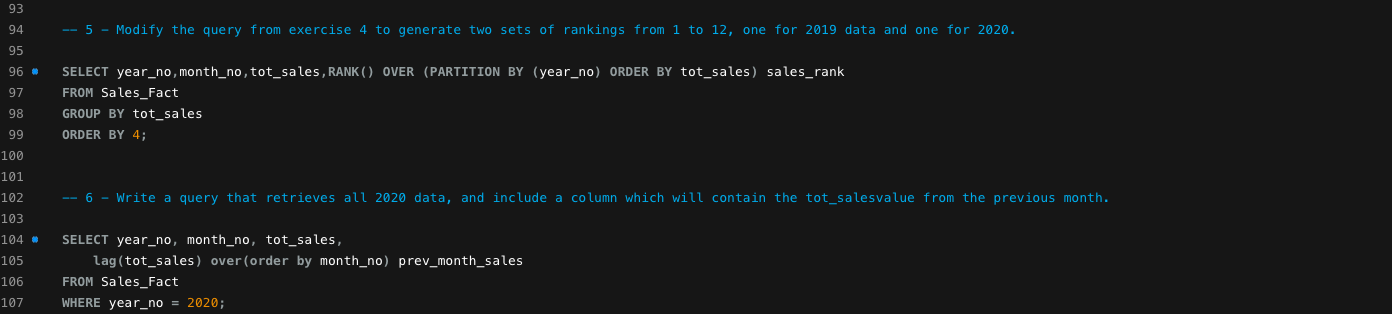 93
94 -- 5 - Modify the query from exercise 4 to generate two sets of rankings from 1 to 12, one for 2019 data and one for 2020.
95
96 SELECT year_no,month_no,tot_sales,RANK() OVER (PARTITION BY (year_no) ORDER BY tot_sales) sales_rank
97 FROM Sales_Fact
98 GROUP BY tot_sales
99 ORDER BY 4;
100
101
102 -- 6 - Write a query that retrieves all 2020 data, and include a column which will contain the tot_salesvalue from the previous month.
103
104 SELECT year_no, month_no, tot_sales,
105 lag(tot_sales) over(order by month_no) prev_month_sales
106 FROM Sales_Fact
107 WHERE year_no = 2020;